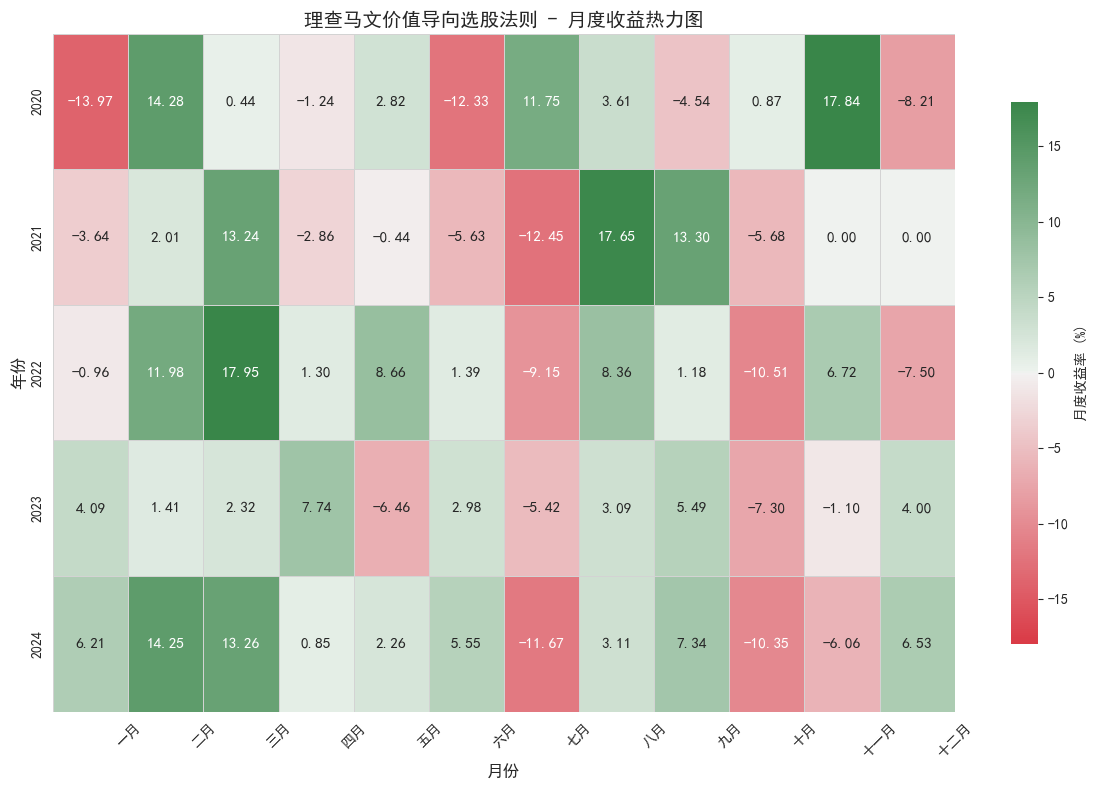 理查马文价值导向选股法则 - 月度收益热力图
年份
2020 -13.97 14.28 0.44 -1.24 2.82 -12.33 11.75 3.61 -4.54 0.87 17.84 -8.21
2021 -3.64 2.01 13.24 -2.86 -0.44 -5.63 -12.45 17.65 13.30 -5.68 0.00 0.00
2022 -0.96 11.98 17.95 1.30 8.66 1.39 -9.15 8.36 1.18 -10.51 6.72 -7.50
2023 4.09 1.41 2.32 7.74 -6.46 2.98 -5.42 3.09 5.49 -7.30 -1.10 4.00
2024 6.21 14.25 13.26 0.85 2.26 5.55 -11.67 3.11 7.34 -10.35 -6.06 6.53
一月 二月 三月 四月 五月 六月 七月 八月 九月 十月 十一月 十二月
月份
15
10
5
0
-5
-10
-15
月度收益率 (%)